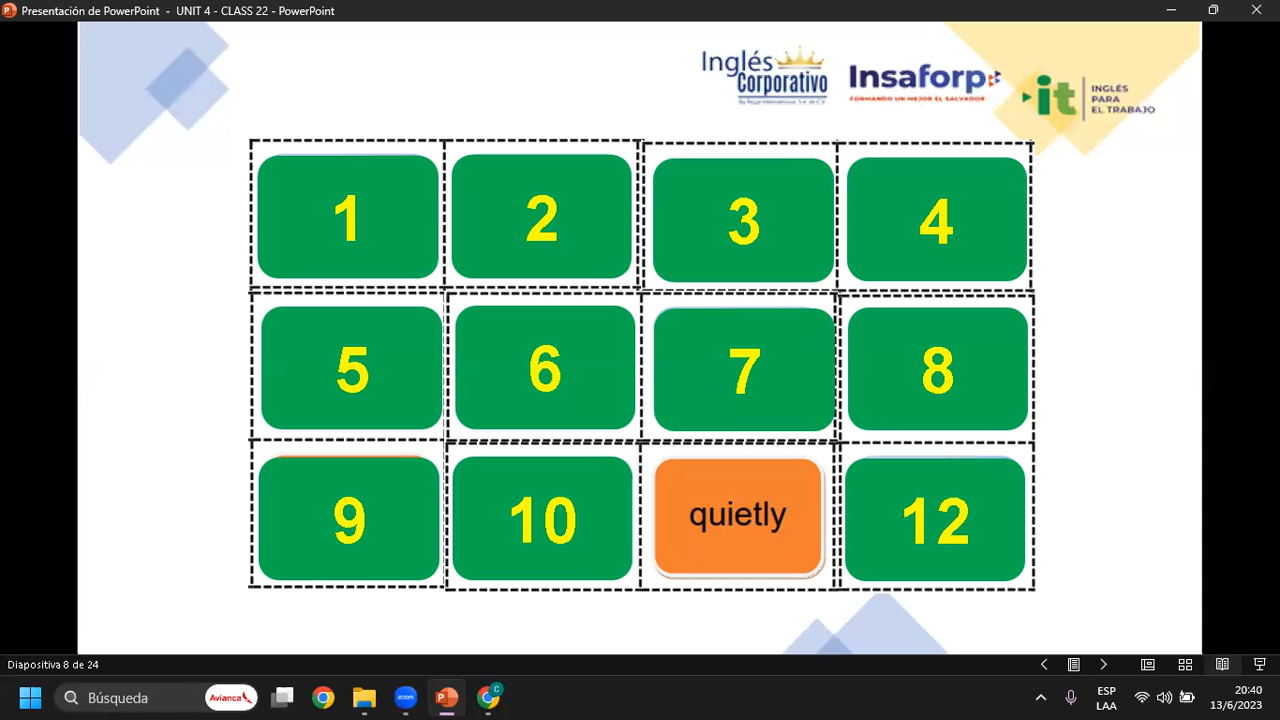 Presentación de PowerPoint - UNIT 4 - CLASS 22 - PowerPoint
Inglés
Corporativo
Insaforp
FORMANDO UN MEJOR EL SALVADOR
it
INGLÉS
PARA
EL TRABAJO
1 2 3 4
5 6 7 8
9 10 quietly 12
Diapositiva 8 de 24
Búsqueda
Avianca
zoom
C
ESP
LAA
20:40
13/6/2023